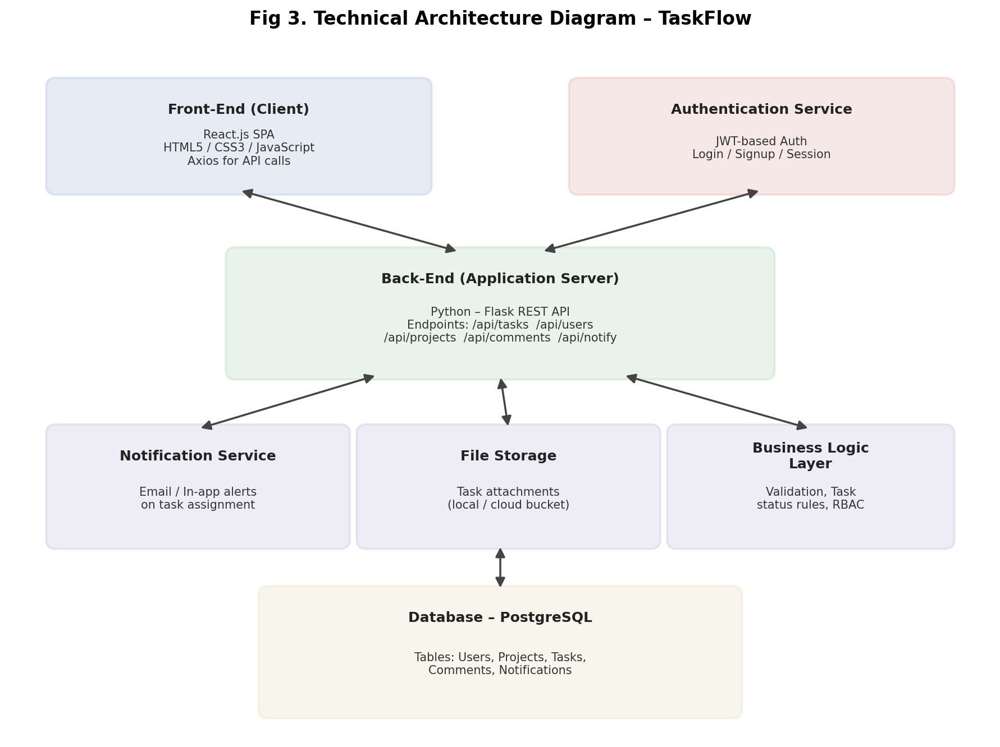 Fig 3. Technical Architecture Diagram – TaskFlow
Front-End (Client)
React.js SPA
HTML5 / CSS3 / JavaScript
Axios for API calls
Authentication Service
JWT-based Auth
Login / Signup / Session
Back-End (Application Server)
Python – Flask REST API
Endpoints: /api/tasks  /api/users
/api/projects  /api/comments  /api/notify
Notification Service
Email / In-app alerts
on task assignment
File Storage
Task attachments
(local / cloud bucket)
Business Logic
Layer
Validation, Task
status rules, RBAC
Database – PostgreSQL
Tables: Users, Projects, Tasks,
Comments, Notifications